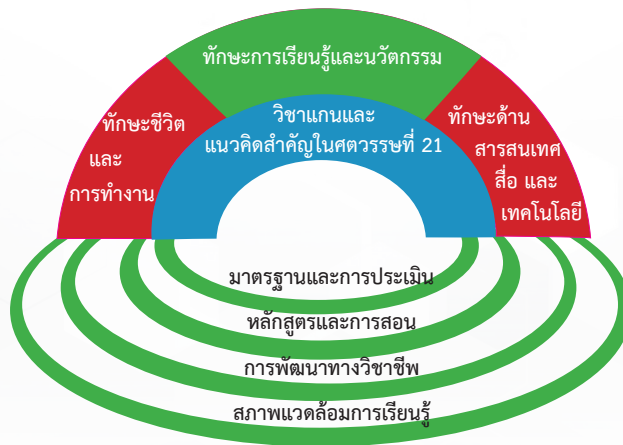 ทักษะการเรียนรู้และนวัตกรรม
วิชาแกนและ
แนวคิดสำคัญในศตวรรษที่ 21
ทักษะชีวิต
และ
การทำงาน
ทักษะด้าน
สารสนเทศ
สื่อ และ
เทคโนโลยี
มาตรฐานและการประเมิน
หลักสูตรและการสอน
การพัฒนาทางวิชาชีพ
สภาพแวดล้อมการเรียนรู้